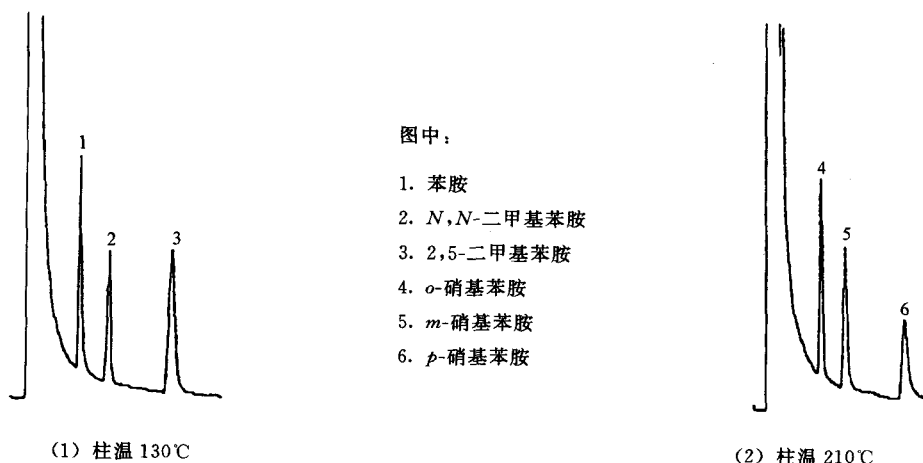 1
2
3
(1) 柱温 130℃
图中:
1. 苯胺
2. N,N-二甲基苯胺
3. 2,5-二甲基苯胺
4. o-硝基苯胺
5. m-硝基苯胺
6. p-硝基苯胺
4
5
6
(2) 柱温 210℃